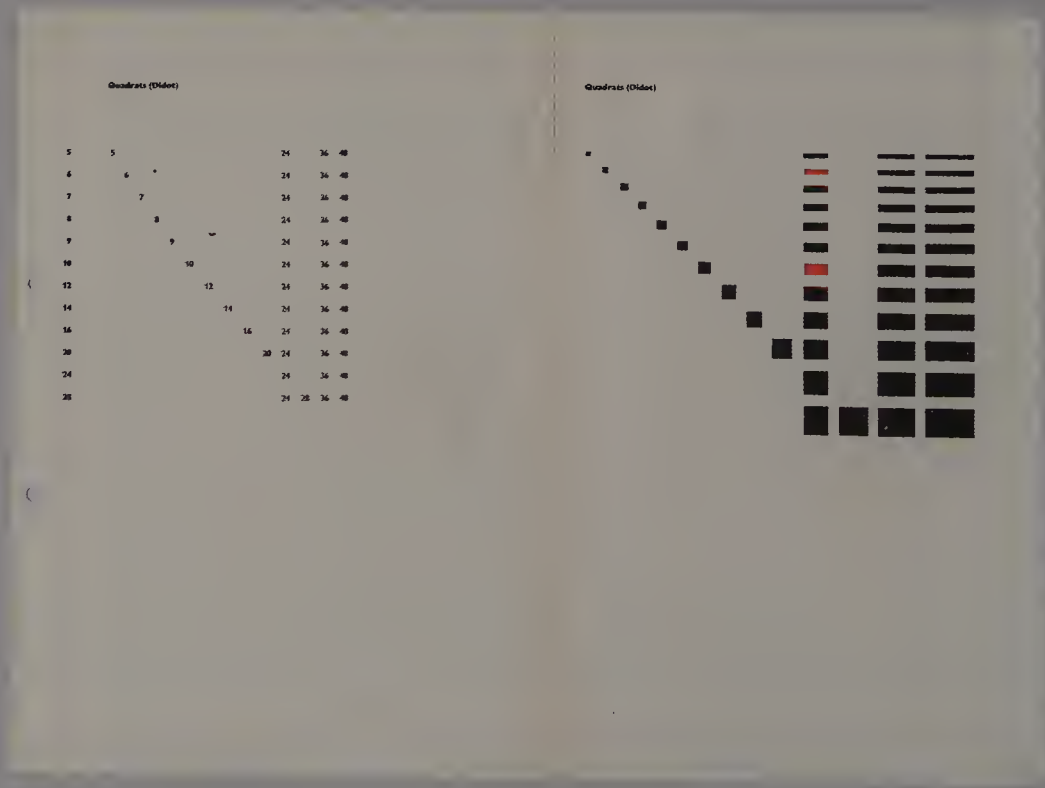 Quadrats (Didot)
5 5 24 36 48
6 6 24 36 48
7 7 24 36 48
8 8 24 36 48
9 9 24 36 48
10 10 24 36 48
12 12 24 36 48
14 14 24 36 48
16 16 24 36 48
20 20 24 36 48
24 24 36 48
28 24 28 36 48
Quadrats (Didot)